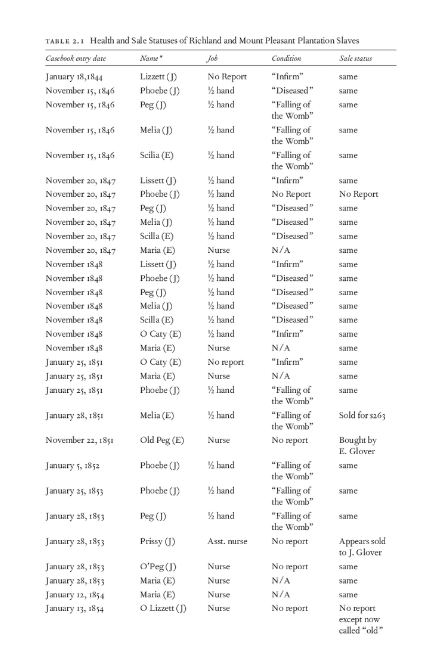 TABLE 2.1 Health and Sale Statuses of Richland and Mount Pleasant Plantation Slaves
Casebook entry date Name* Job Condition Sale status
January 18,1844 Lizzett (J) No Report “Infirm” same
November 15, 1846 Phoebe (J) ½ hand “Diseased” same
November 15, 1846 Peg (J) ½ hand “Falling of same
the Womb”
November 15, 1846 Melia (J) ½ hand “Falling of same
the Womb”
November 15, 1846 Scilia (E) ½ hand “Falling of same
the Womb”
November 20, 1847 Lissett (J) ½ hand “Infirm” same
November 20, 1847 Phoebe (J) ½ hand No Report No Report
November 20, 1847 Peg (J) ½ hand “Diseased” same
November 20, 1847 Melia (J) ½ hand “Diseased” same
November 20, 1847 Scilla (E) ½ hand “Diseased” same
November 20, 1847 Maria (E) Nurse N/A same
November 1848 Lissett (J) ½ hand “Infirm” same
November 1848 Phoebe (J) ½ hand “Diseased” same
November 1848 Peg (J) ½ hand “Diseased” same
November 1848 Melia (J) ½ hand “Diseased” same
November 1848 Scilla (E) ½ hand “Diseased” same
November 1848 O Caty (E) ½ hand “Infirm” same
November 1848 Maria (E) Nurse N/A same
January 25, 1851 O Caty (E) No report “Infirm” same
January 25, 1851 Maria (E) Nurse N/A same
January 25, 1851 Phoebe (J) ½ hand “Falling of same
the Womb”
January 28, 1851 Melia (E) ½ hand “Falling of Sold for $263
the Womb”
November 22, 1851 Old Peg (E) Nurse No report Bought by
E. Glover
January 5, 1852 Phoebe (J) ½ hand “Falling of same
the Womb”
January 25, 1853 Phoebe (J) ½ hand “Falling of same
the Womb”
January 28, 1853 Peg (J) ½ hand “Falling of same
the Womb”
January 28, 1853 Prissy (J) Asst. nurse No report Appears sold
to J. Glover
January 28, 1853 O'Peg (J) Nurse No report same
January 28, 1853 Maria (E) Nurse N/A same
January 12, 1854 Maria (E) Nurse N/A same
January 13, 1854 O Lizzett (J) Nurse No report No report
except now
called “old”